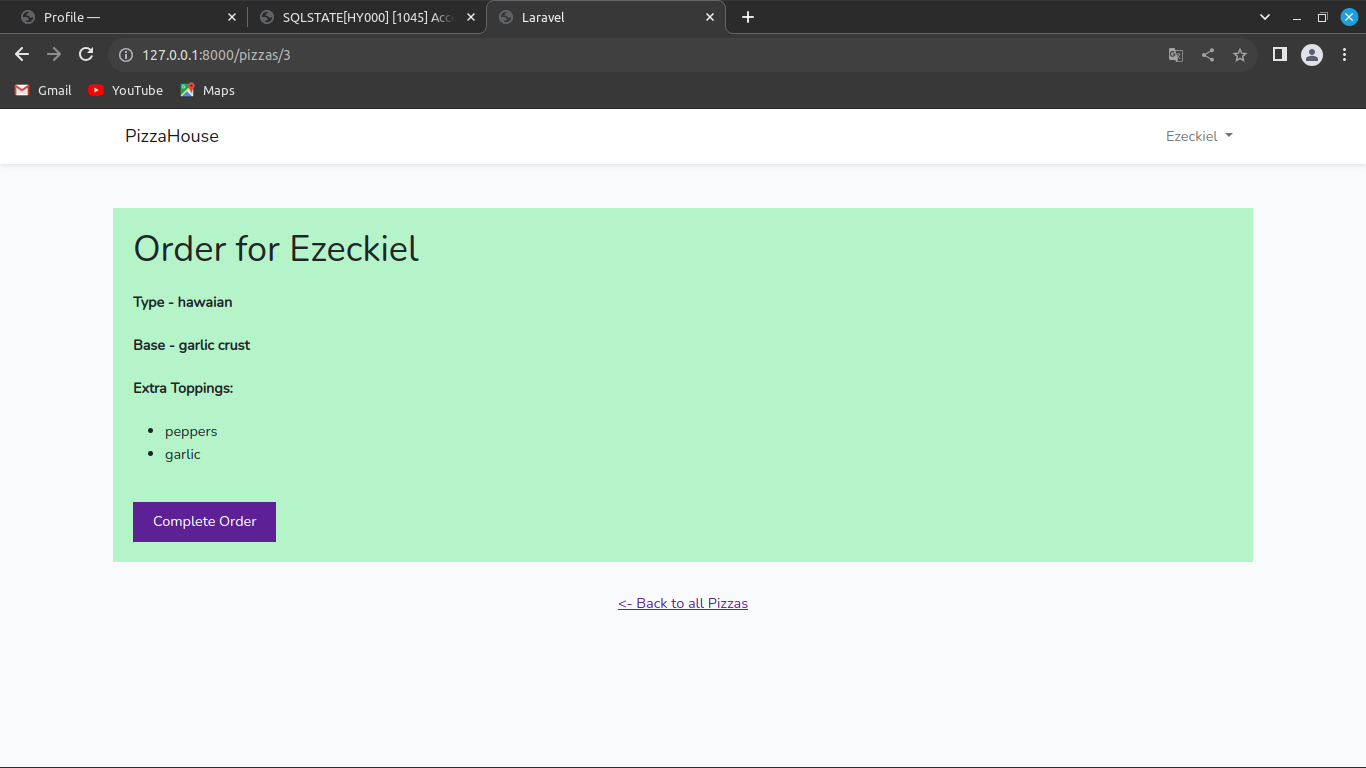 Profile —
SQLSTATE[HY000] [1045] Acc
Laravel
127.0.0.1:8000/pizzas/3
Gmail
YouTube
Maps
PizzaHouse
Ezeckiel
Order for Ezeckiel
Type - hawaian
Base - garlic crust
Extra Toppings:
peppers
garlic
Complete Order
<- Back to all Pizzas